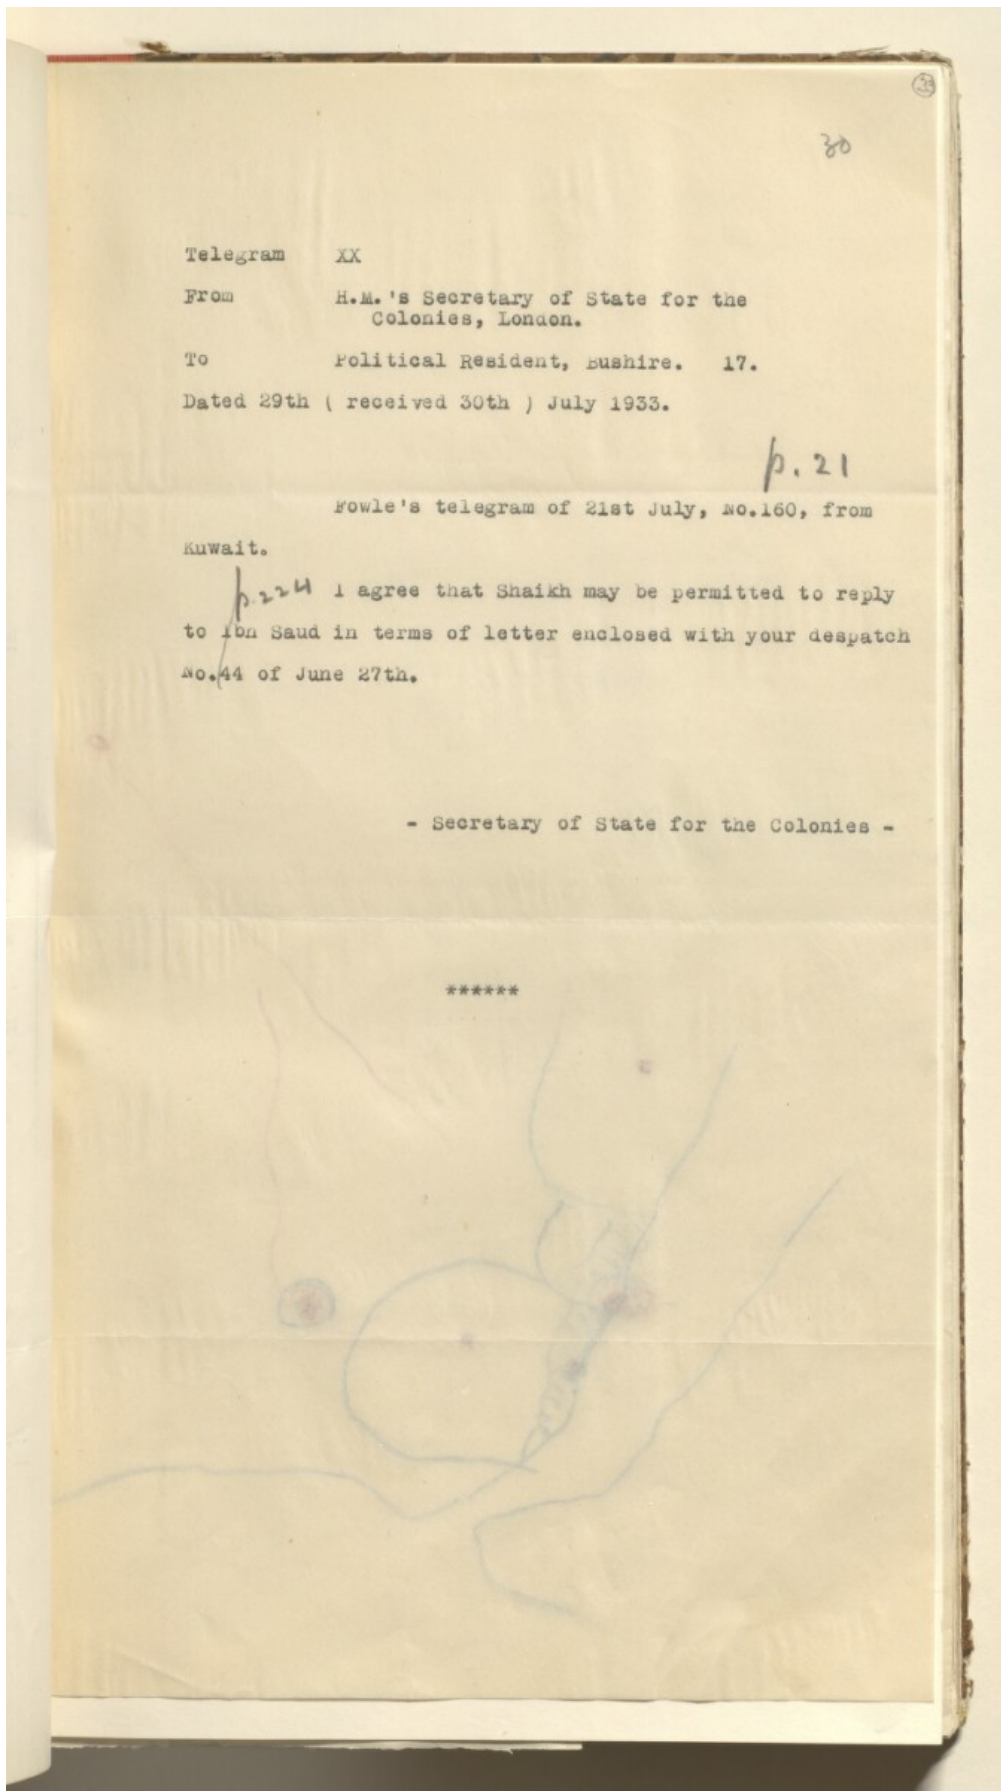 30
Telegram XX
From H.M.'s Secretary of State for the
Colonies, London.
To Political Resident, Bushire. 17.
Dated 29th ( received 30th ) July 1933.
p. 21
Fowle's telegram of 21st July, No.160, from
Kuwait.
p.224 I agree that Shaikh may be permitted to reply
to Ibn Saud in terms of letter enclosed with your despatch
No.44 of June 27th.
- Secretary of State for the Colonies -
******